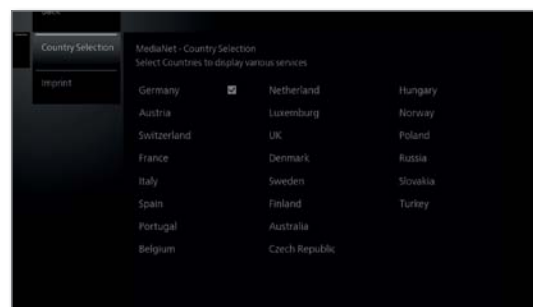 Back
Country Selection
Imprint
MediaNet - Country Selection
Select Countries to display various services
Germany Netherland Hungary
Austria Luxemburg Norway
Switzerland UK Poland
France Denmark Russia
Italy Sweden Slovakia
Spain Finland Turkey
Portugal Australia
Belgium Czech Republic